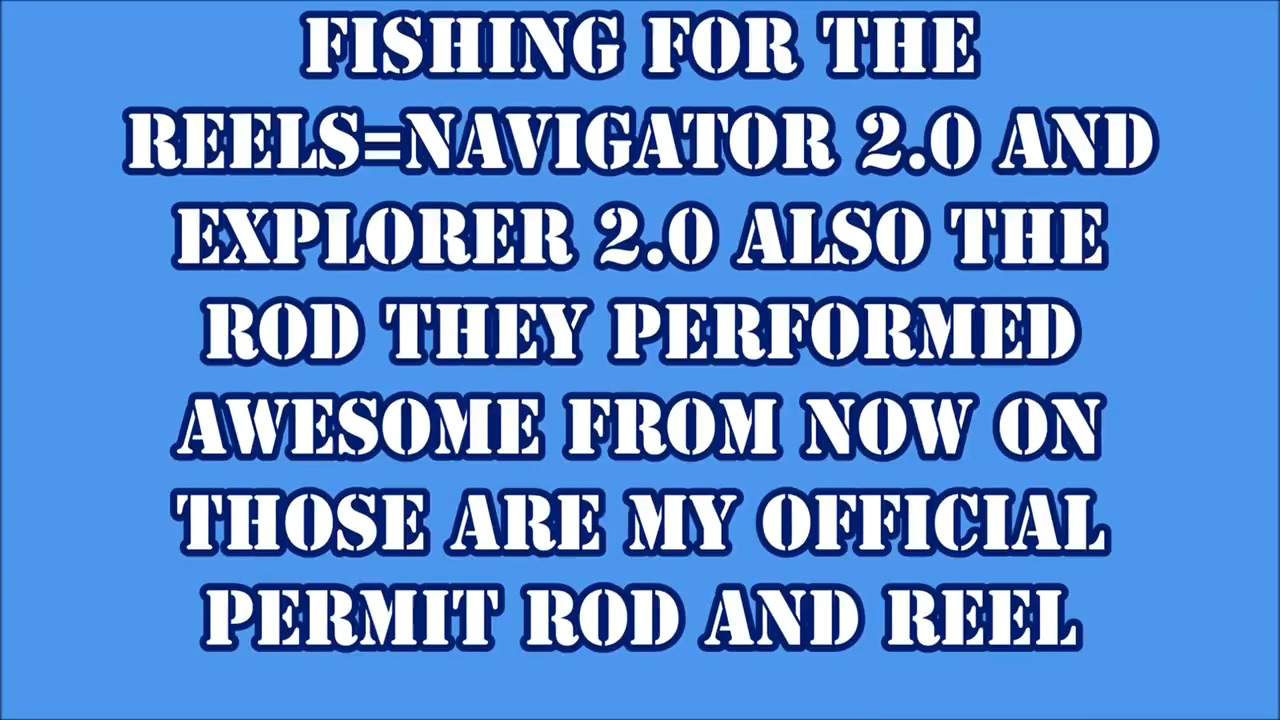 FISHING FOR THE
REELS=NAVIGATOR 2.0 AND
EXPLORER 2.0 ALSO THE
ROD THEY PERFORMED
AWESOME FROM NOW ON
THOSE ARE MY OFFICIAL
PERMIT ROD AND REEL